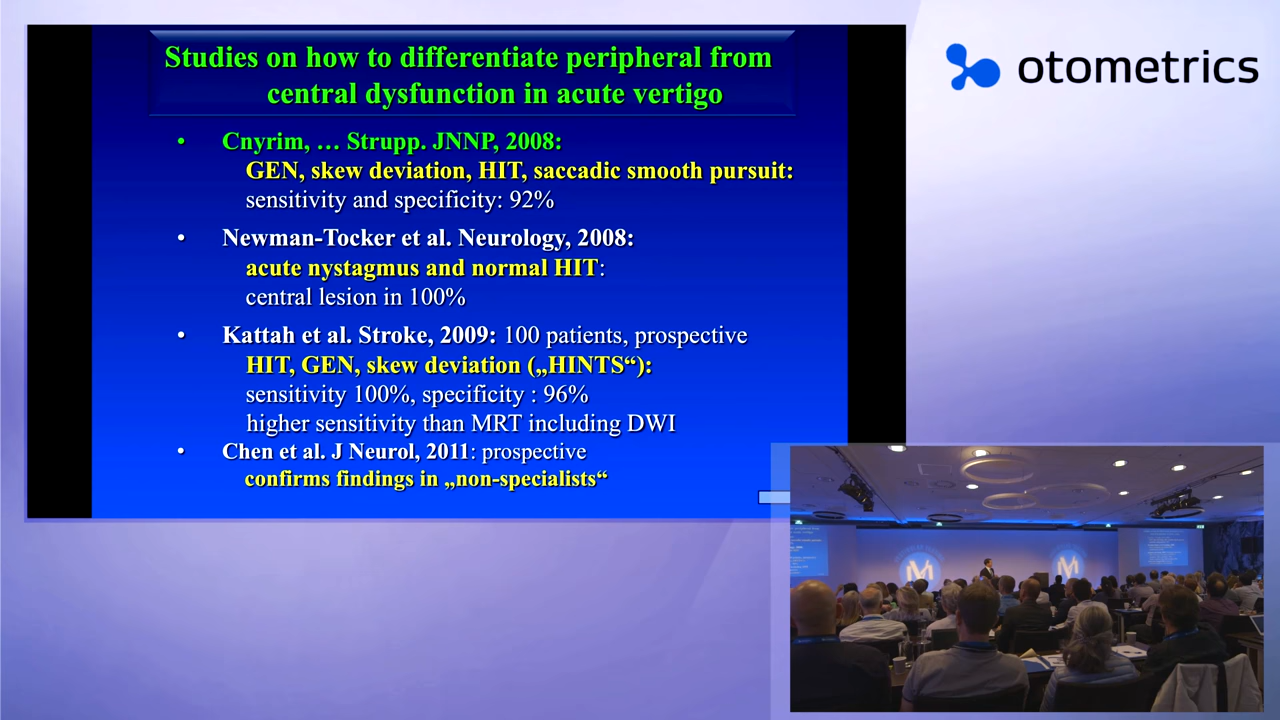 Studies on how to differentiate peripheral from
central dysfunction in acute vertigo
• Cnyrim, … Strupp. JNNP, 2008:
GEN, skew deviation, HIT, saccadic smooth pursuit:
sensitivity and specificity: 92%
• Newman-Tocker et al. Neurology, 2008:
acute nystagmus and normal HIT:
central lesion in 100%
• Kattah et al. Stroke, 2009: 100 patients, prospective
HIT, GEN, skew deviation („HINTS“):
sensitivity 100%, specificity : 96%
higher sensitivity than MRT including DWI
• Chen et al. J Neurol, 2011: prospective
confirms findings in „non-specialists“
otometrics